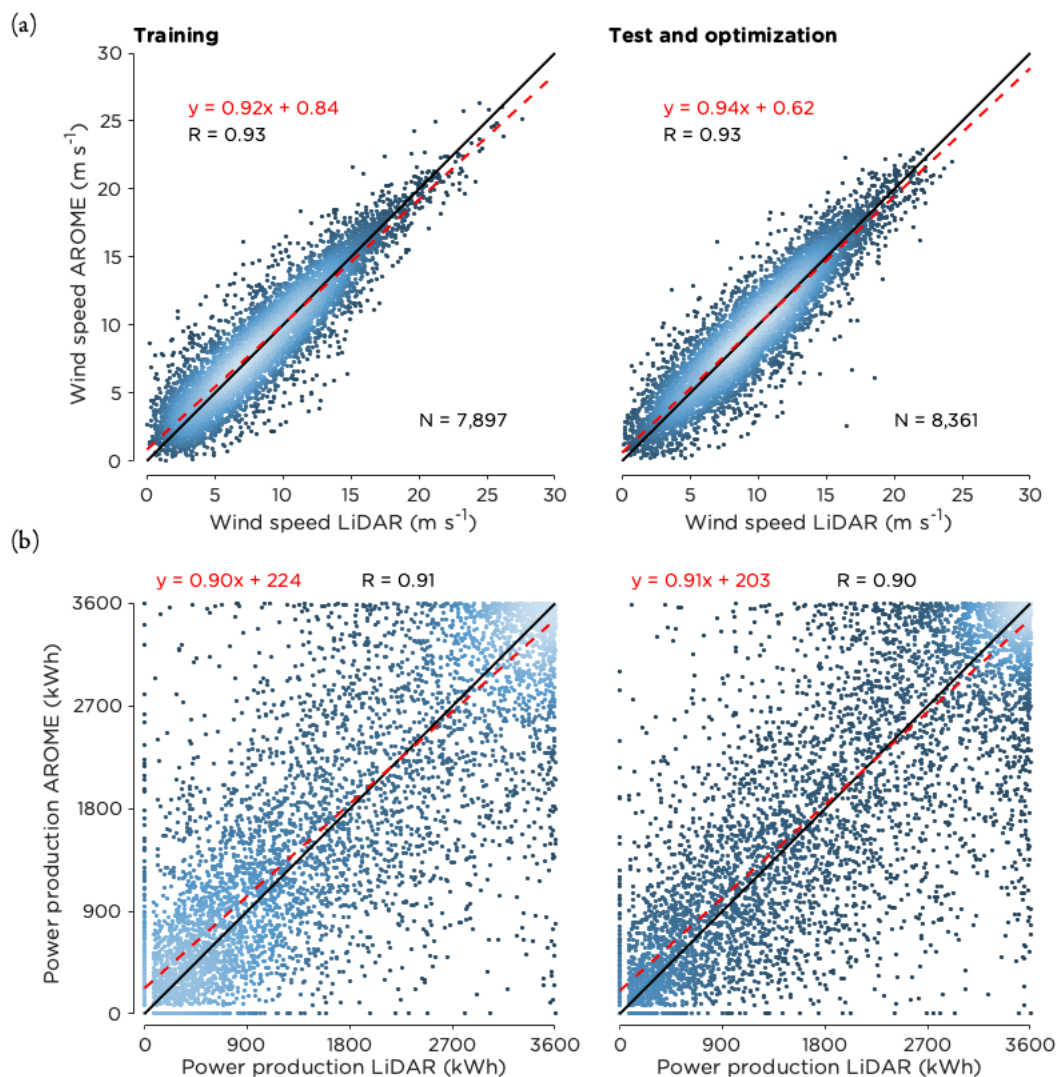 (a)
Training
Test and optimization
30
25
20
15
10
5
0
Wind speed AROME (m s⁻¹)
y = 0.92x + 0.84
R = 0.93
N = 7,897
0 5 10 15 20 25 30
Wind speed LiDAR (m s⁻¹)
y = 0.94x + 0.62
R = 0.93
N = 8,361
0 5 10 15 20 25 30
Wind speed LiDAR (m s⁻¹)
(b)
y = 0.90x + 224 R = 0.91
3600
2700
1800
900
0
Power production AROME (kWh)
0 900 1800 2700 3600
Power production LiDAR (kWh)
y = 0.91x + 203 R = 0.90
0 900 1800 2700 3600
Power production LiDAR (kWh)